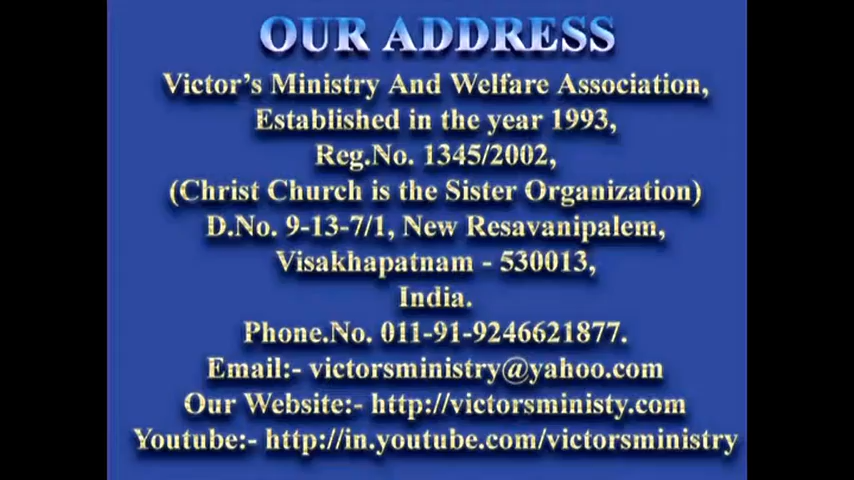 OUR ADDRESS
Victor's Ministry And Welfare Association,
Established in the year 1993,
Reg.No. 1345/2002,
(Christ Church is the Sister Organization)
D.No. 9-13-7/1, New Resavanipalem,
Visakhapatnam - 530013,
India.
Phone.No. 011-91-9246621877.
Email:- victorsministry@yahoo.com
Our Website:- http://victorsministy.com
Youtube:- http://in.youtube.com/victorsministry